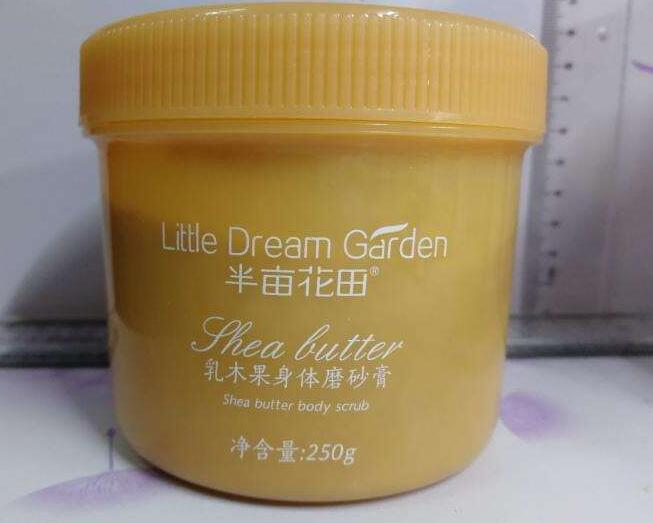 Little Dream Garden
半亩花田®
Shea butter
乳木果身体磨砂膏
Shea butter body scrub
净含量:250g